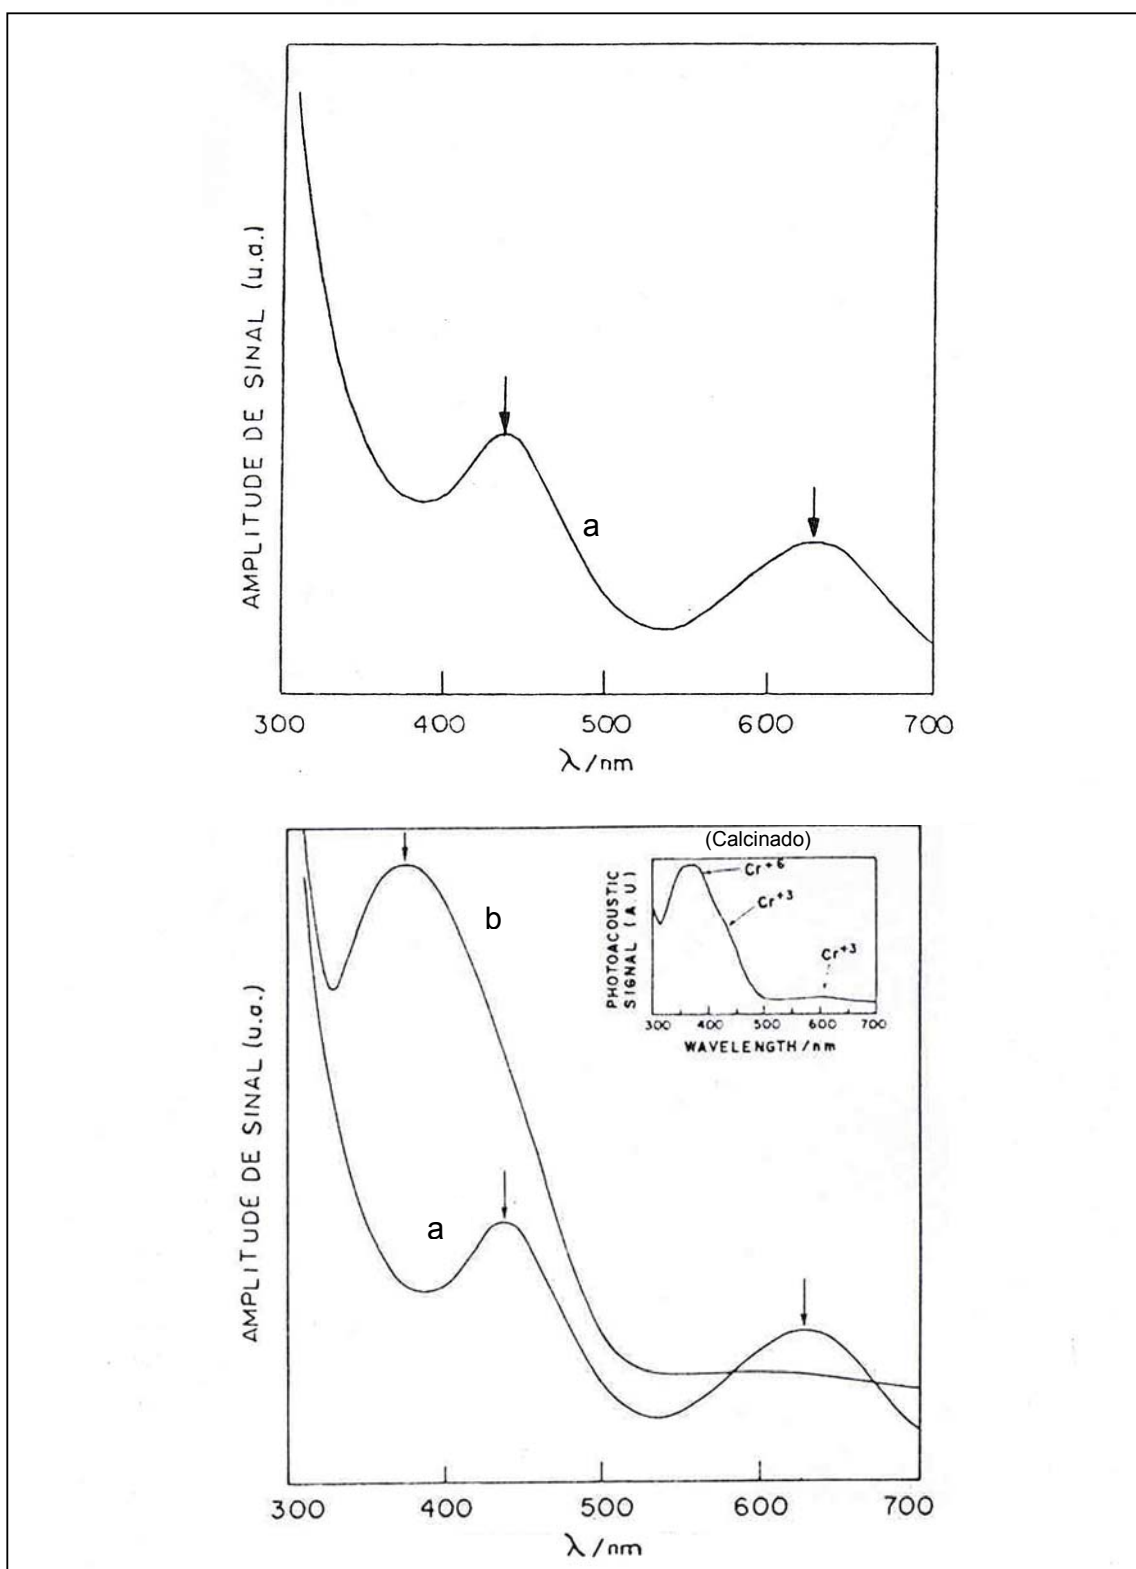 AMPLITUDE DE SINAL (u.a.)
a
300 400 500 600 700
λ/nm
AMPLITUDE DE SINAL (u.a.)
b
a
(Calcinado)
PHOTOACOUSTIC
SIGNAL (A.U)
Cr+6
Cr+3
Cr+3
300 400 500 600 700
WAVELENGTH/nm
300 400 500 600 700
λ/nm